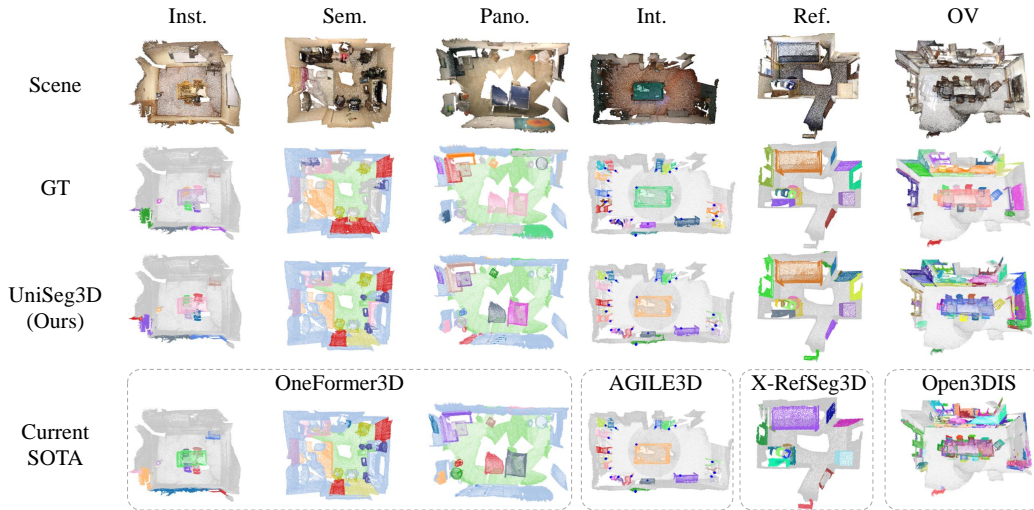 Inst. Sem. Pano. Int. Ref. OV
Scene
GT
UniSeg3D
(Ours)
OneFormer3D AGILE3D X-RefSeg3D Open3DIS
Current
SOTA